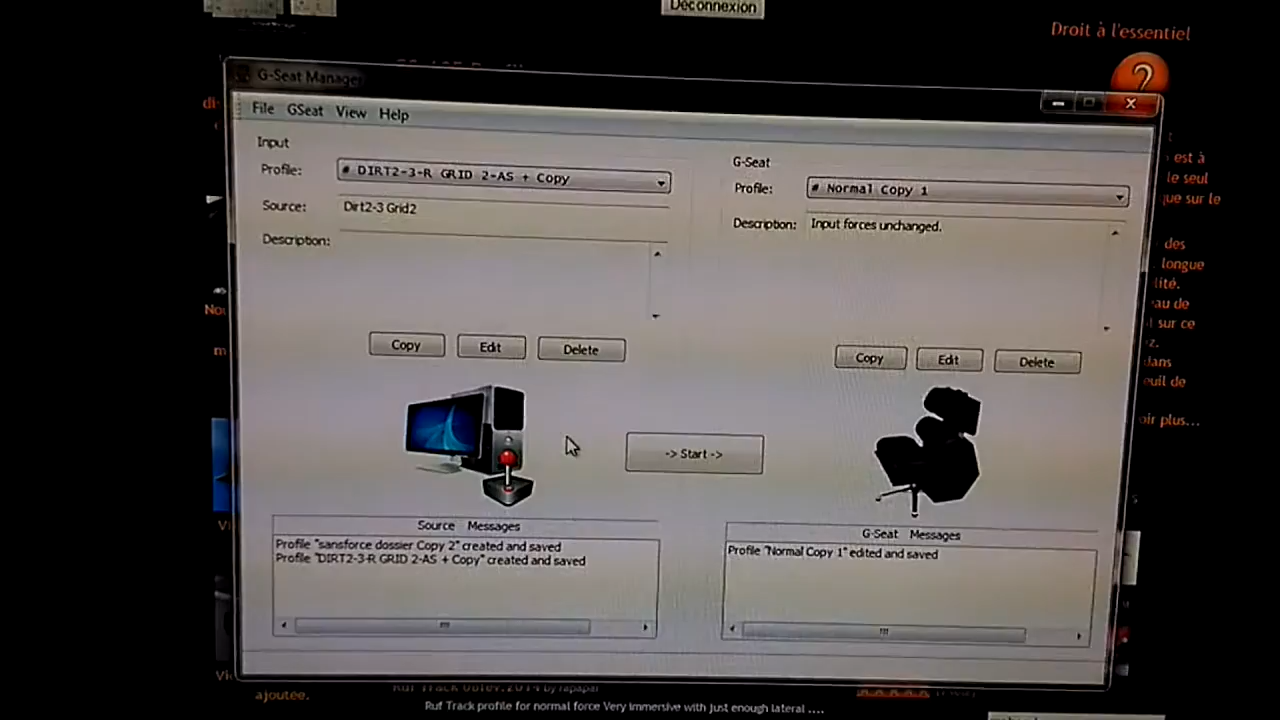 Déconnexion
Droit à l'essentiel
?
G-Seat Manager
File GSeat View Help
Input
Profile: # DIRT2-3-R GRID 2-AS + Copy
Source: Dirt2-3 Grid2
Description:
Copy Edit Delete
G-Seat
Profile: # Normal Copy 1
Description: Input forces unchanged.
Copy Edit Delete
-> Start ->
Source Messages
Profile "sansforce dossier Copy 2" created and saved
Profile "DIRT2-3-R GRID 2-AS + Copy" created and saved
G-Seat Messages
Profile "Normal Copy 1" edited and saved
est à
le seul
que sur le
des
longue
au de
sur ce
dans
euil de
oir plus...
ajoutée.
Ruf Track profile for normal force Very immersive with just enough lateral ....